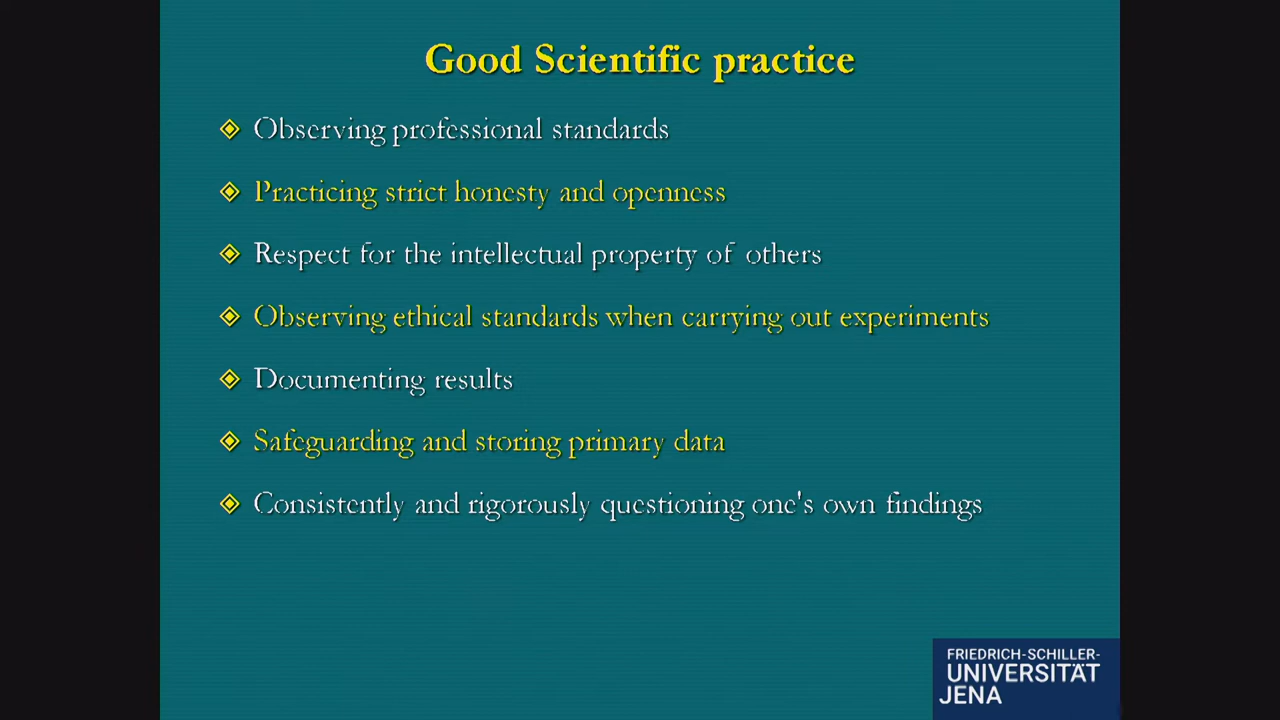 Good Scientific practice
Observing professional standards
Practicing strict honesty and openness
Respect for the intellectual property of others
Observing ethical standards when carrying out experiments
Documenting results
Safeguarding and storing primary data
Consistently and rigorously questioning one's own findings
FRIEDRICH-SCHILLER-
UNIVERSITÄT
JENA